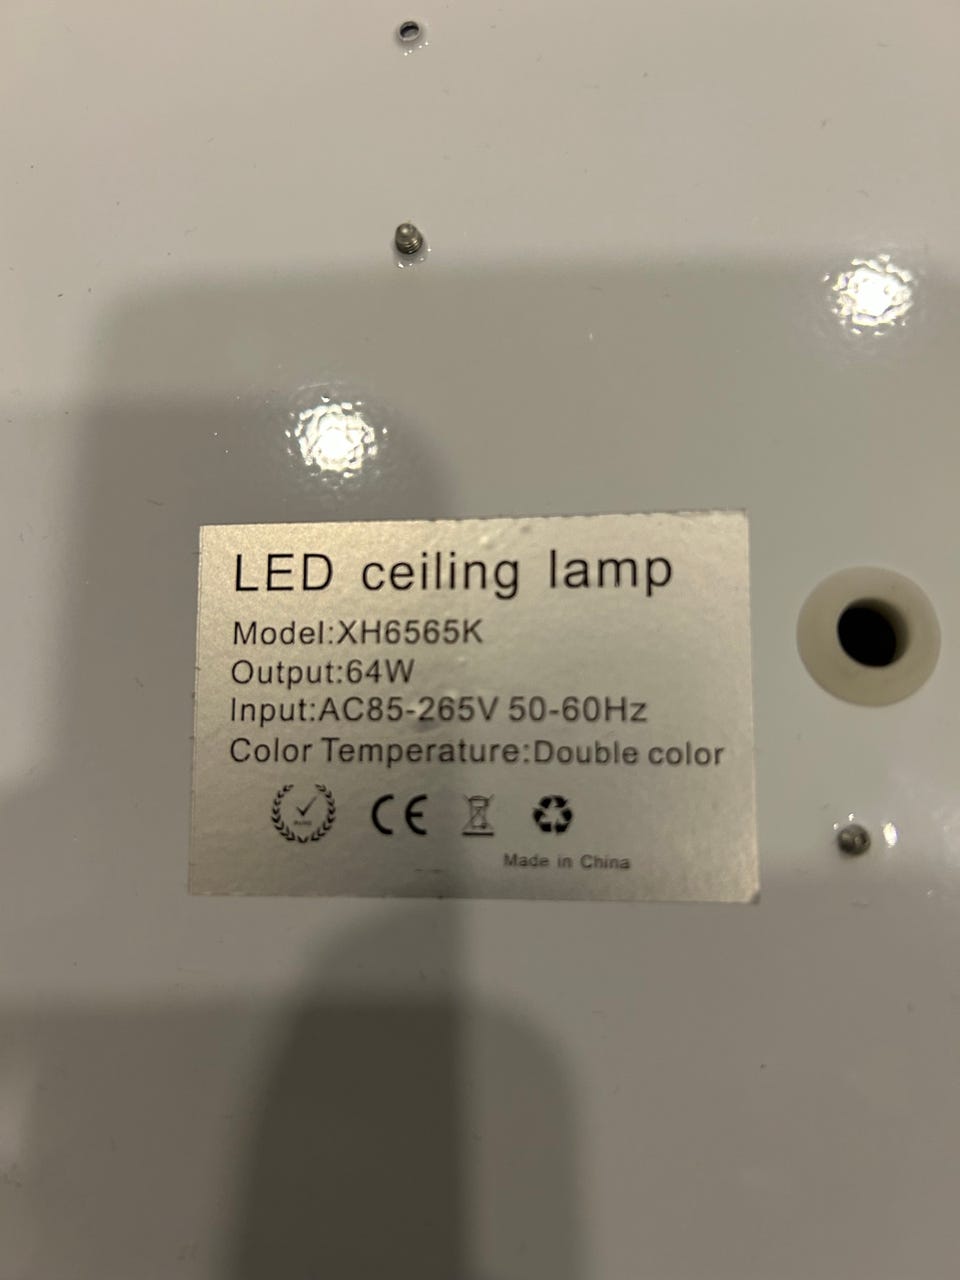 LED ceiling lamp
Model:XH6565K
Output:64W
Input:AC85-265V 50-60Hz
Color Temperature:Double color
CE
Made in China